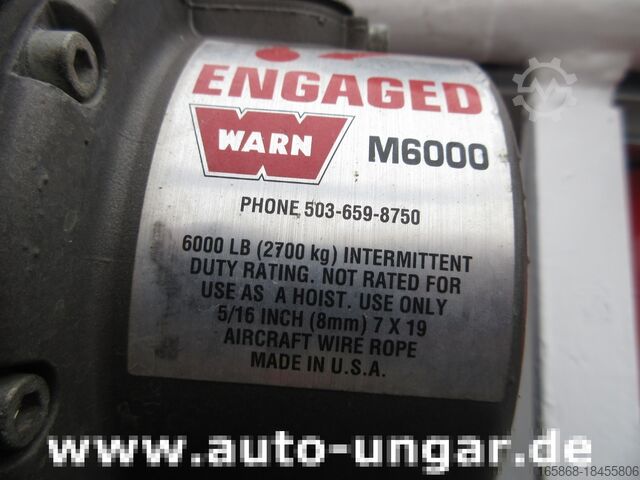 ENGAGED
WARN M6000
PHONE 503-659-8750
6000 LB (2700 kg) INTERMITTENT
DUTY RATING. NOT RATED FOR
USE AS A HOIST. USE ONLY
5/16 INCH (8mm) 7 X 19
AIRCRAFT WIRE ROPE
MADE IN U.S.A.
www.auto-ungar.de
165868-18455806